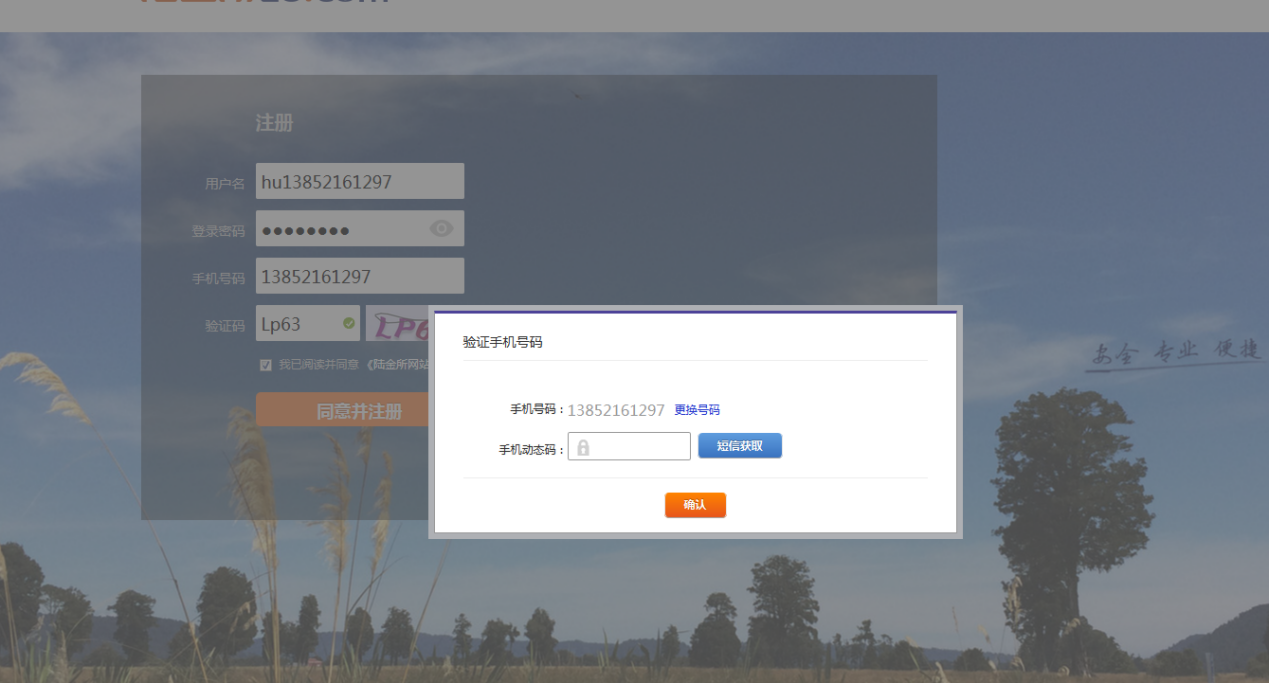 注册
用户名
hu13852161297
登录密码
手机号码
13852161297
验证码
Lp63
LP6
我已阅读并同意《陆金所网站
同意并注册
验证手机号码
手机号码：13852161297 更换号码
手机动态码：
短信获取
确认
安全 专业 便捷